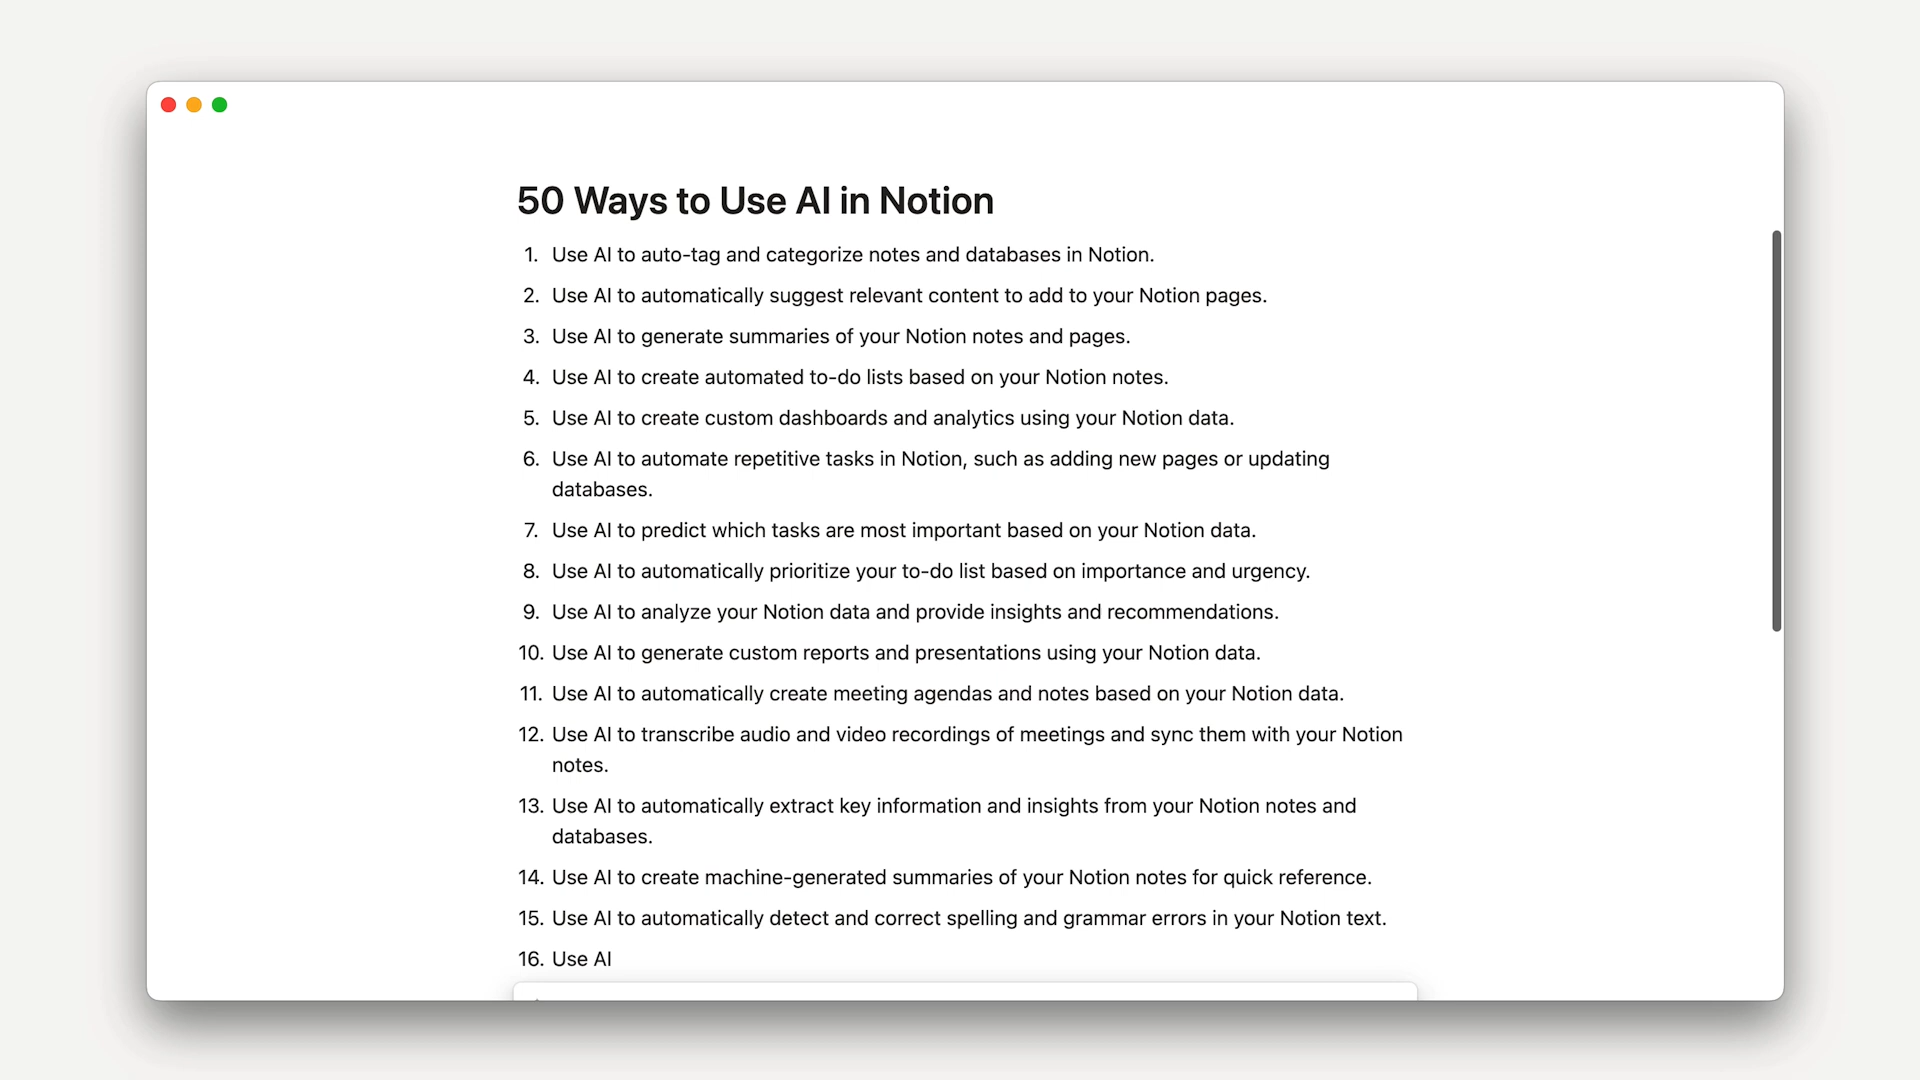 50 Ways to Use AI in Notion
1. Use AI to auto-tag and categorize notes and databases in Notion.
2. Use AI to automatically suggest relevant content to add to your Notion pages.
3. Use AI to generate summaries of your Notion notes and pages.
4. Use AI to create automated to-do lists based on your Notion notes.
5. Use AI to create custom dashboards and analytics using your Notion data.
6. Use AI to automate repetitive tasks in Notion, such as adding new pages or updating
databases.
7. Use AI to predict which tasks are most important based on your Notion data.
8. Use AI to automatically prioritize your to-do list based on importance and urgency.
9. Use AI to analyze your Notion data and provide insights and recommendations.
10. Use AI to generate custom reports and presentations using your Notion data.
11. Use AI to automatically create meeting agendas and notes based on your Notion data.
12. Use AI to transcribe audio and video recordings of meetings and sync them with your Notion
notes.
13. Use AI to automatically extract key information and insights from your Notion notes and
databases.
14. Use AI to create machine-generated summaries of your Notion notes for quick reference.
15. Use AI to automatically detect and correct spelling and grammar errors in your Notion text.
16. Use AI